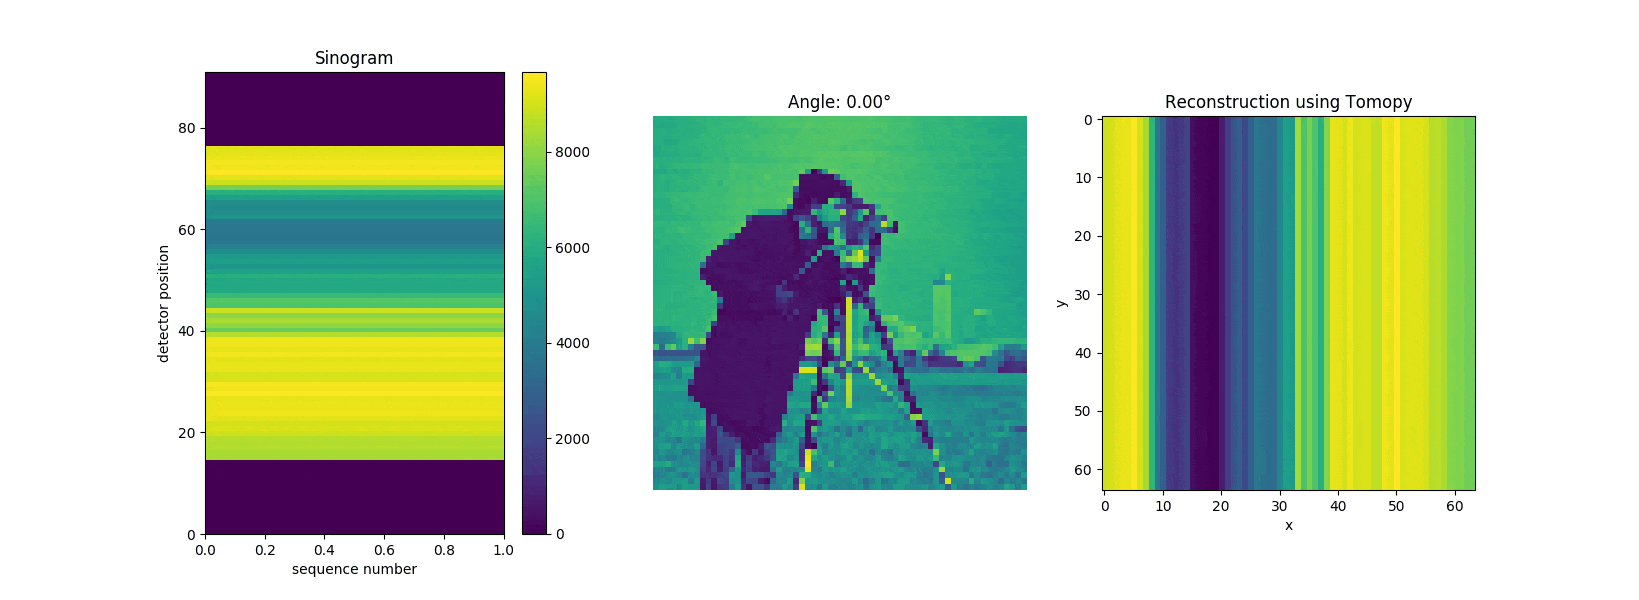 Sinogram
80
60
40
20
0
detector position
0.0 0.2 0.4 0.6 0.8 1.0
sequence number
8000
6000
4000
2000
0
Angle: 0.00°
Reconstruction using Tomopy
0
10
20
30
40
50
60
y
0 10 20 30 40 50 60
x